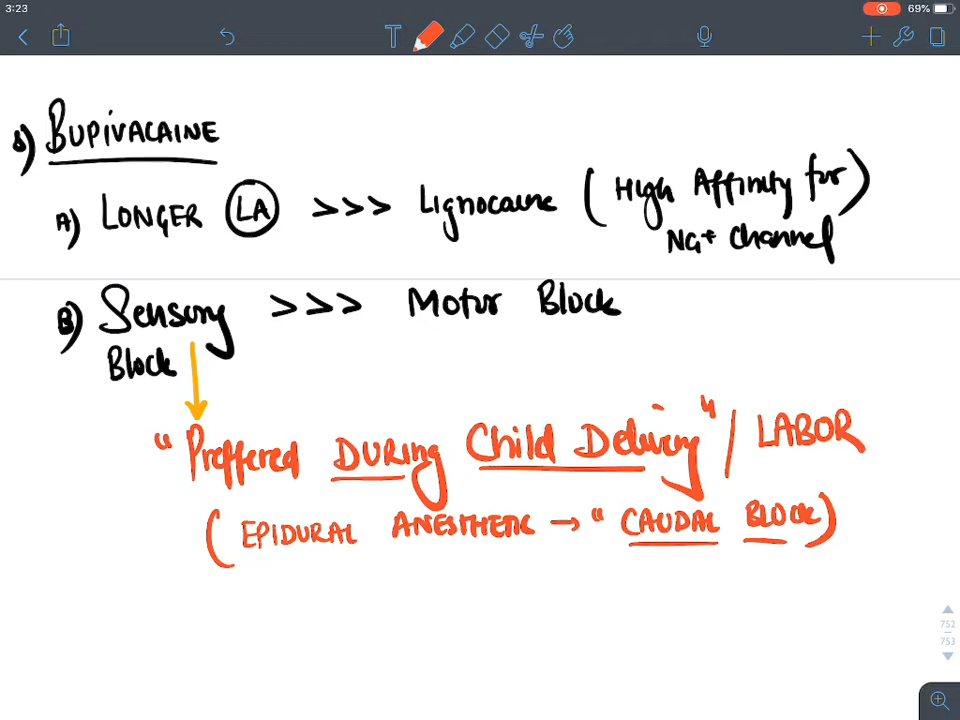 3:23
69%
T
5) BUPIVACAINE
A) LONGER LA >>> Lignocaine (High Affinity for Na+ channel)
B) Sensory Block >>> Motor Block
"Preffered DURing Child Delivery" / LABOR
(EPIDURAL ANESTHETIC → "CAUDAL BLOCK)
752
753